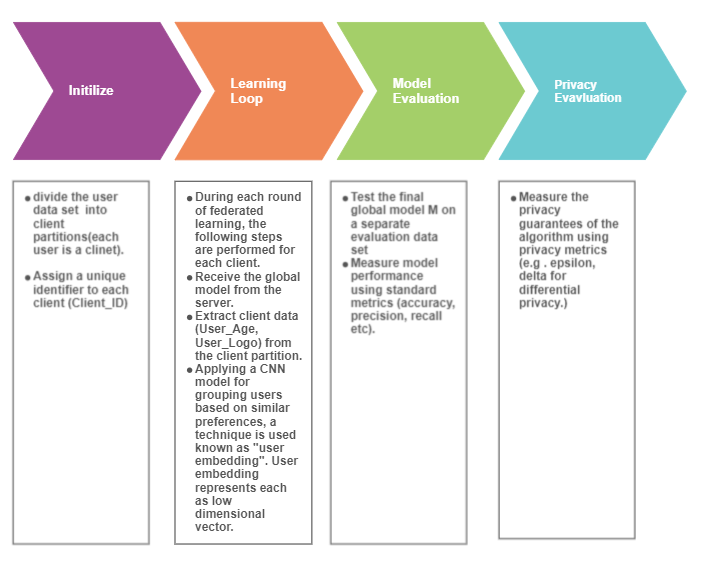 Initilize
Learning
Loop
Model
Evaluation
Privacy
Evavluation
• divide the user
data set into
client
partitions(each
user is a clinet).
• Assign a unique
identifier to each
client (Client_ID)
• During each round
of federated
learning, the
following steps
are performed for
each client.
• Receive the global
model from the
server.
• Extract client data
(User_Age,
User_Logo) from
the client partition.
• Applying a CNN
model for
grouping users
based on similar
preferences, a
technique is used
known as "user
embedding". User
embedding
represents each
as low
dimensional
vector.
• Test the final
global model M on
a separate
evaluation data
set
• Measure model
performance
using standard
metrics (accuracy,
precision, recall
etc).
• Measure the
privacy
guarantees of the
algorithm using
privacy metrics
(e.g . epsilon,
delta for
differential
privacy.)